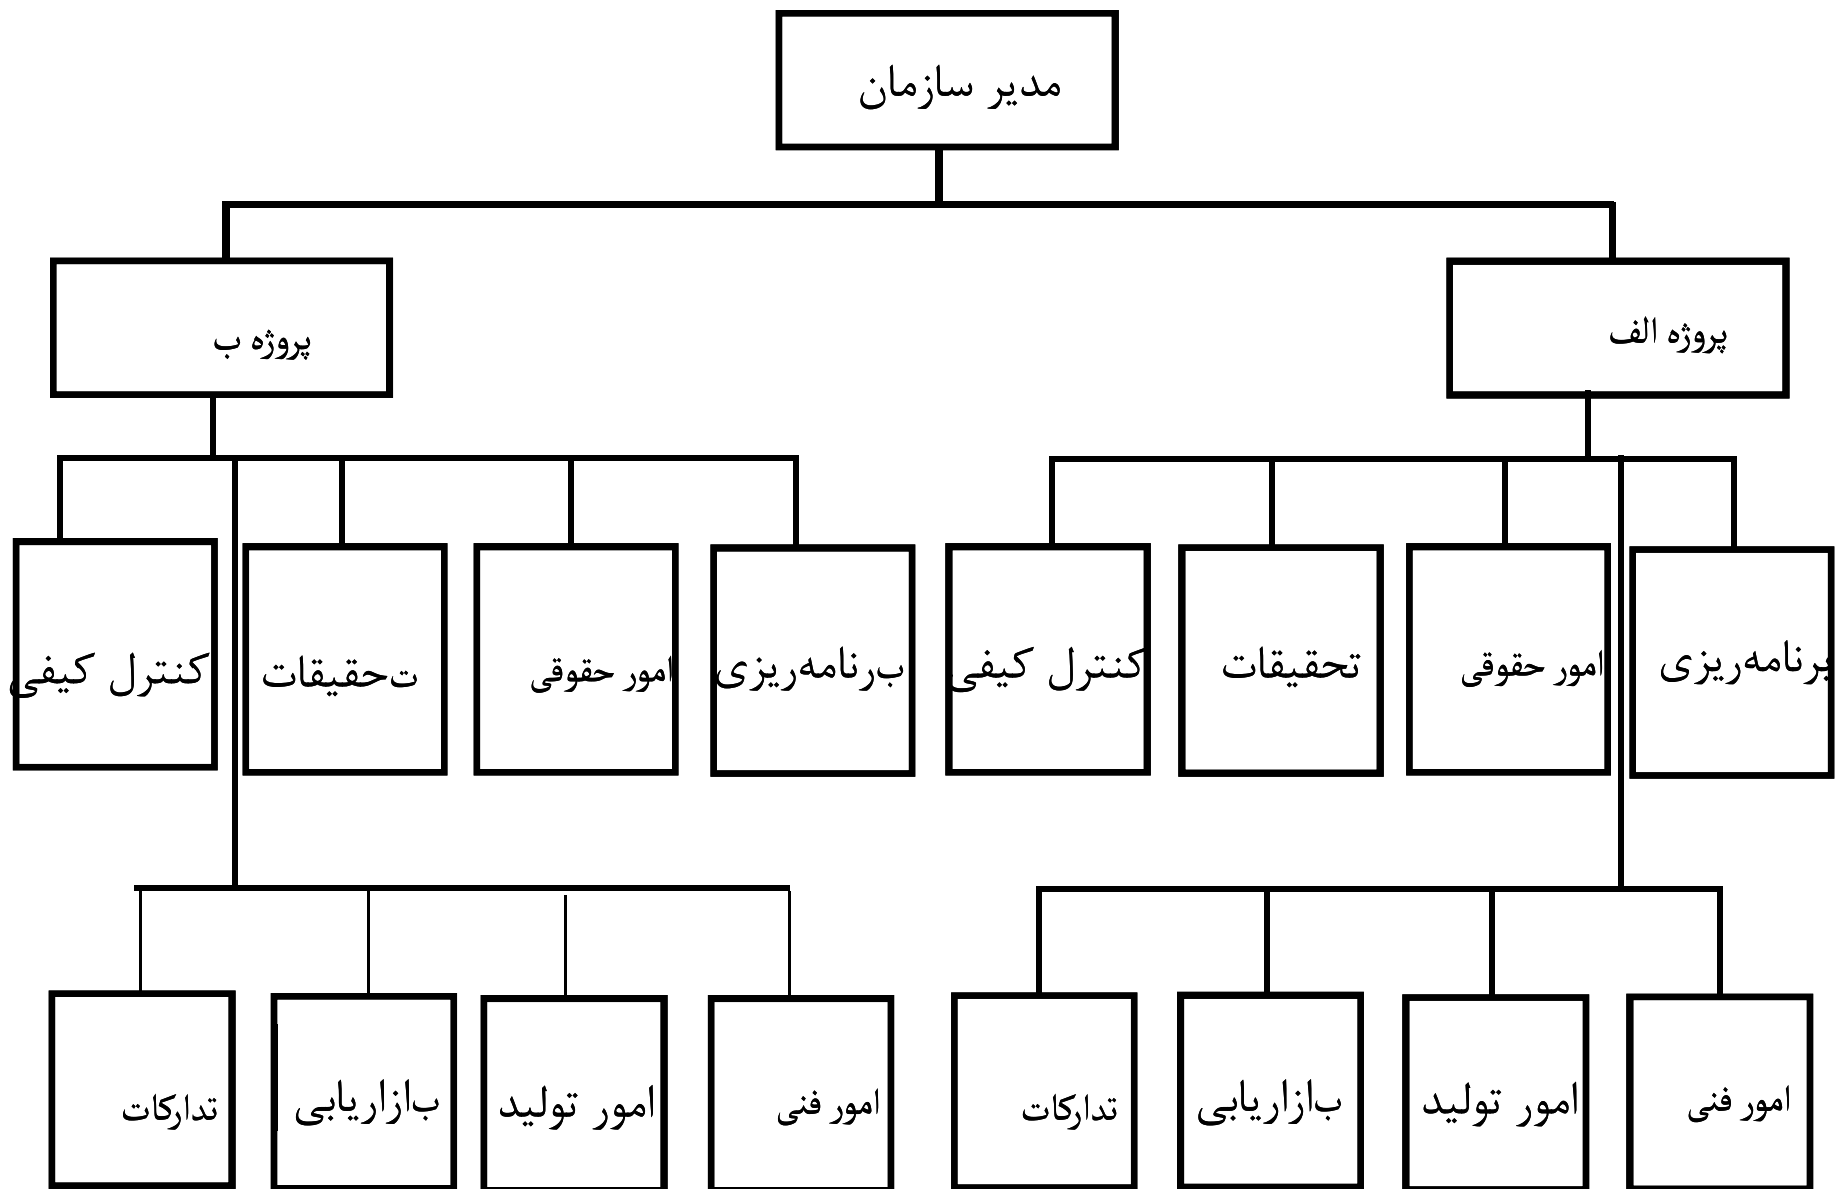 مدیر سازمان
پروژه الف
پروژه ب
برنامه‌ریزی
امور حقوقی
تحقیقات
کنترل کیفی
برنامه‌ریزی
امور حقوقی
تحقیقات
کنترل کیفی
امور فنی
امور تولید
بازاریابی
تدارکات
امور فنی
امور تولید
بازاریابی
تدارکات